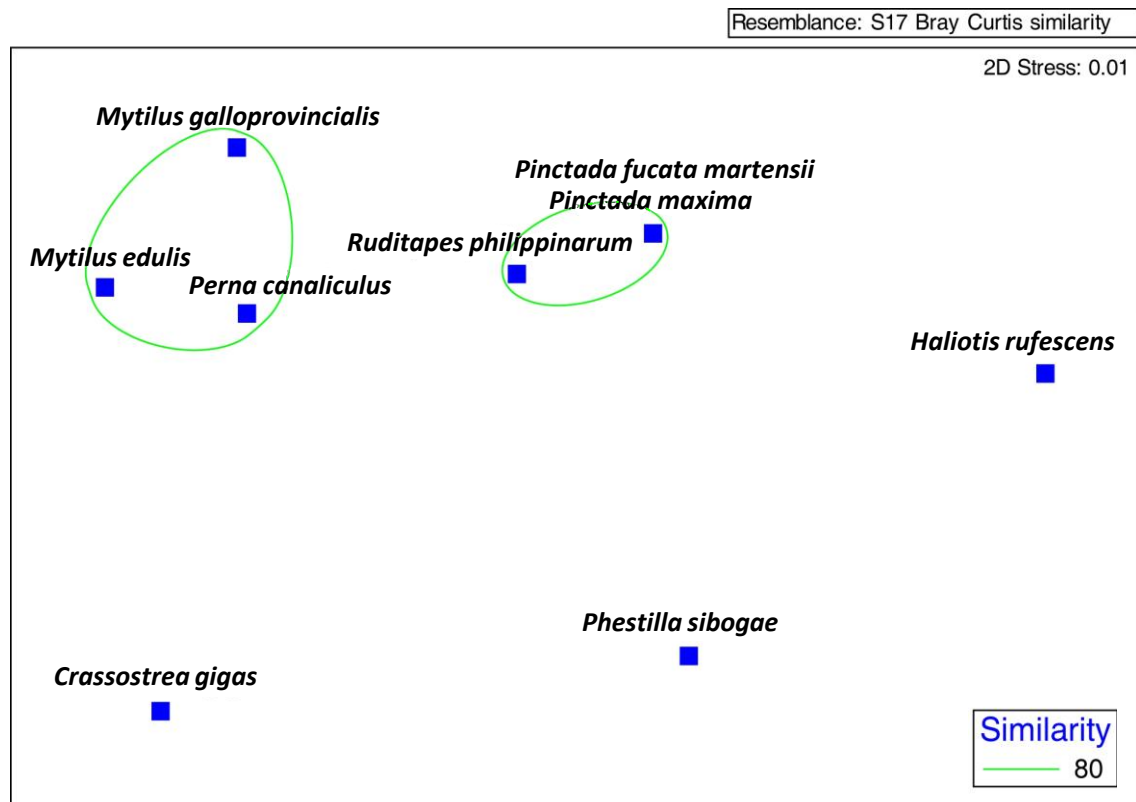 Resemblance: S17 Bray Curtis similarity
2D Stress: 0.01
Mytilus galloprovincialis
Pinctada fucata martensii
Pinctada maxima
Ruditapes philippinarum
Mytilus edulis
Perna canaliculus
Haliotis rufescens
Phestilla sibogae
Crassostrea gigas
Similarity
80